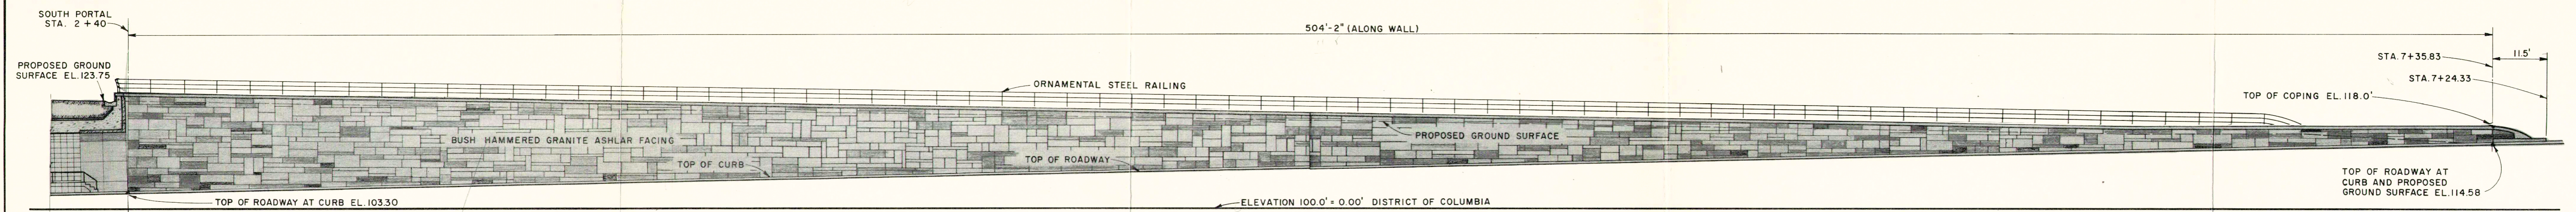 SOUTH PORTAL
STA. 2 + 40
504'-2" (ALONG WALL)
STA. 7+35.83
11.5'
PROPOSED GROUND
SURFACE EL. 123.75
STA. 7+24.33
ORNAMENTAL STEEL RAILING
TOP OF COPING EL. 118.0'
BUSH HAMMERED GRANITE ASHLAR FACING
PROPOSED GROUND SURFACE
TOP OF CURB
TOP OF ROADWAY
TOP OF ROADWAY AT
CURB AND PROPOSED
GROUND SURFACE EL. 114.58
TOP OF ROADWAY AT CURB EL. 103.30
ELEVATION 100.0' = 0.00' DISTRICT OF COLUMBIA